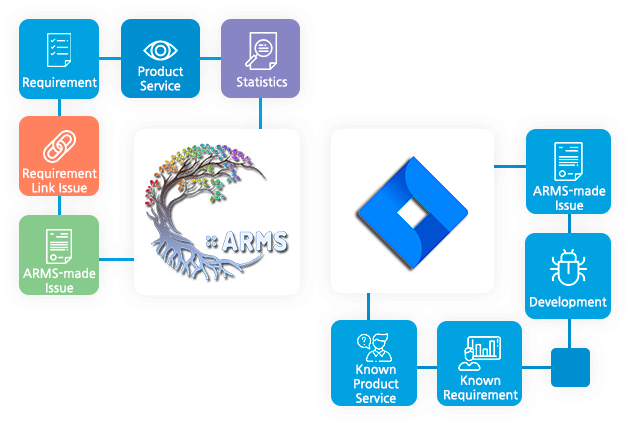 Requirement
Product
Service
Statistics
Requirement
Link Issue
ARMS-made
Issue
:: ARMS
ARMS-made
Issue
Development
Known
Product
Service
Known
Requirement